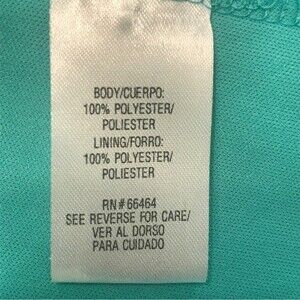 BODY/CUERPO:
100% POLYESTER/
POLIESTER
LINING/FORRO:
100% POLYESTER/
POLIESTER
RN#66464
SEE REVERSE FOR CARE/
VER AL DORSO
PARA CUIDADO